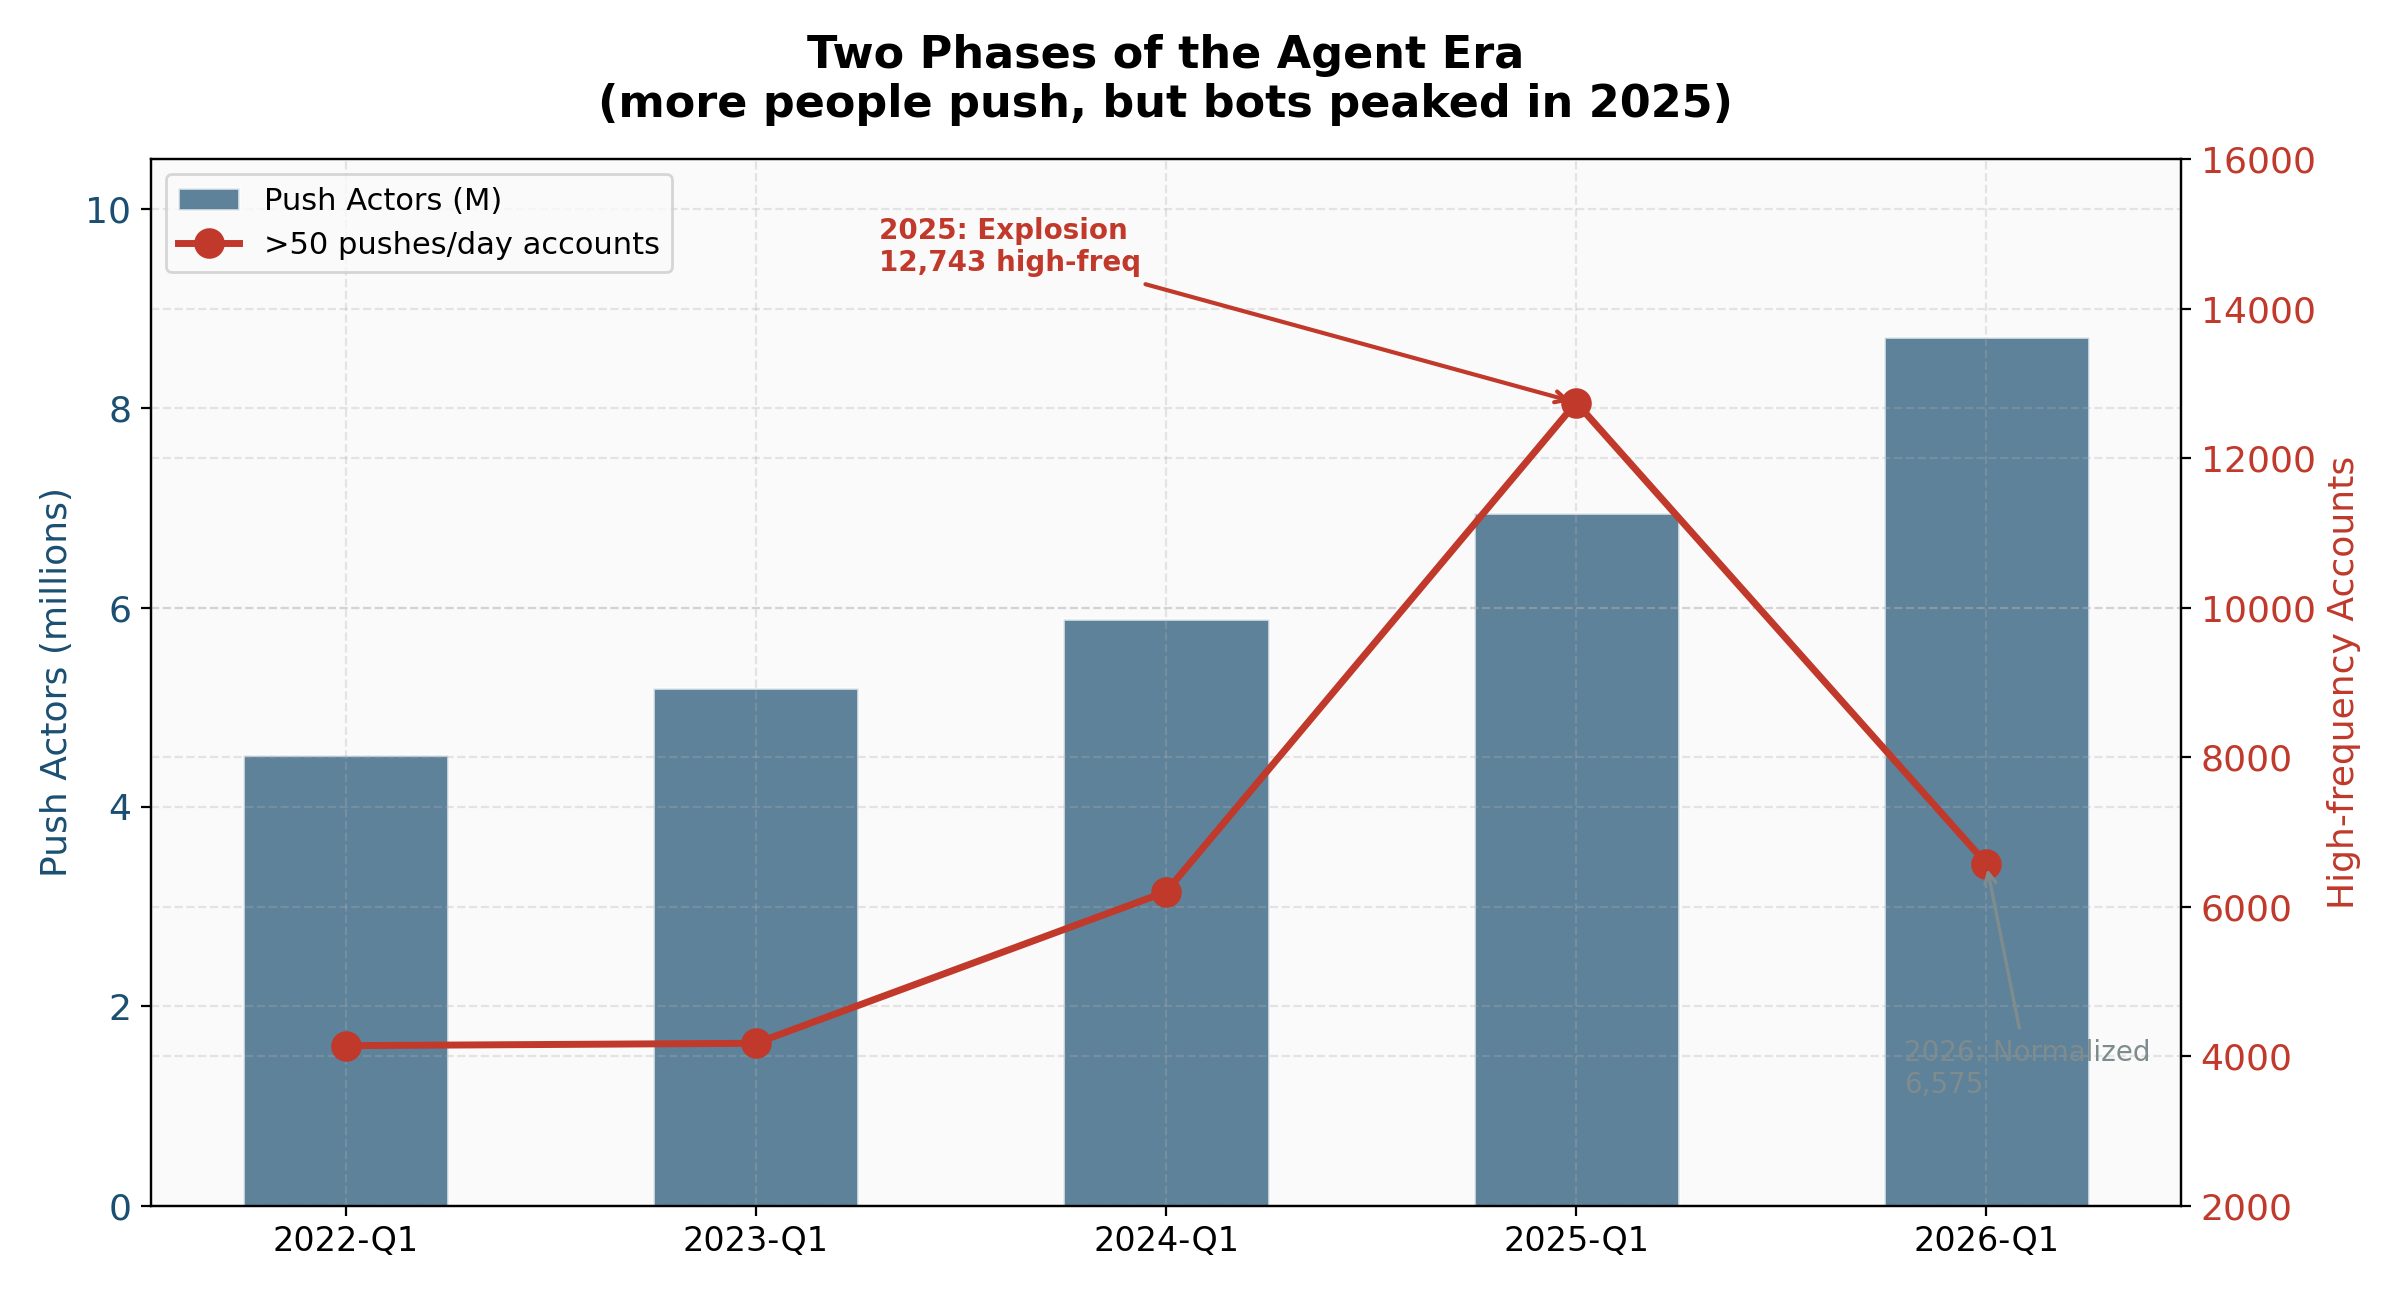 Two Phases of the Agent Era
(more people push, but bots peaked in 2025)
Push Actors (M)
>50 pushes/day accounts
2025: Explosion
12,743 high-freq
2026: Normalized
6,575
Push Actors (millions)
10
8
6
4
2
0
16000
14000
12000
10000
8000
6000
4000
2000
High-frequency Accounts
2022-Q1
2023-Q1
2024-Q1
2025-Q1
2026-Q1